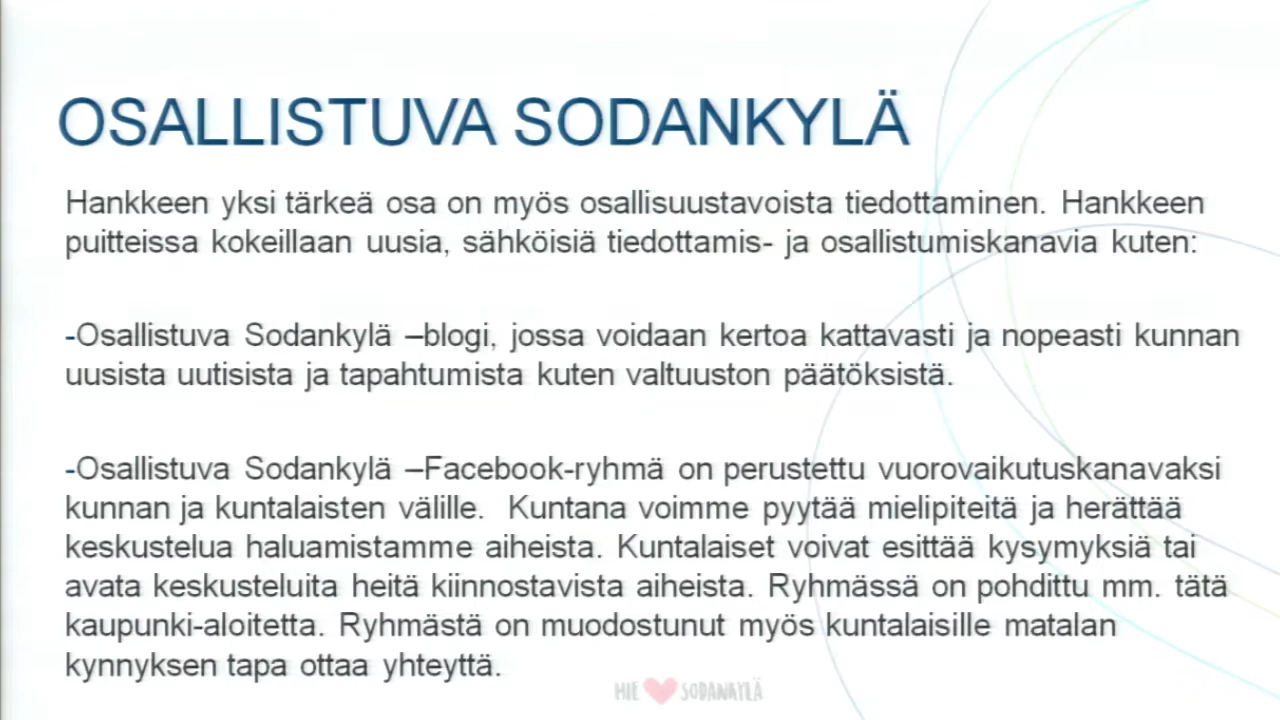 OSALLISTUVA SODANKYLÄ
Hankkeen yksi tärkeä osa on myös osallisuustavoista tiedottaminen. Hankkeen
puitteissa kokeillaan uusia, sähköisiä tiedottamis- ja osallistumiskanavia kuten:
-Osallistuva Sodankylä –blogi, jossa voidaan kertoa kattavasti ja nopeasti kunnan
uusista uutisista ja tapahtumista kuten valtuuston päätöksistä.
-Osallistuva Sodankylä –Facebook-ryhmä on perustettu vuorovaikutuskanavaksi
kunnan ja kuntalaisten välille. Kuntana voimme pyytää mielipiteitä ja herättää
keskustelua haluamistamme aiheista. Kuntalaiset voivat esittää kysymyksiä tai
avata keskusteluita heitä kiinnostavista aiheista. Ryhmässä on pohdittu mm. tätä
kaupunki-aloitetta. Ryhmästä on muodostunut myös kuntalaisille matalan
kynnyksen tapa ottaa yhteyttä.
MIE SODANKYLÄ